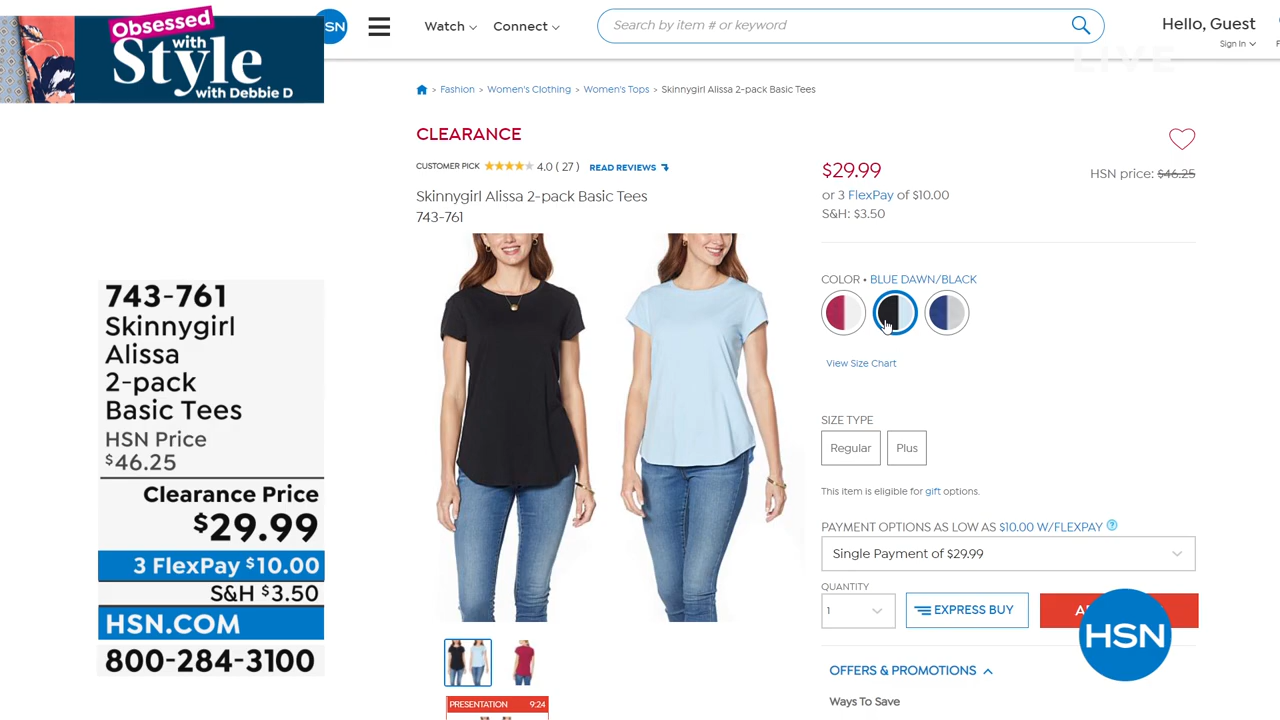 Obsessed
with
Style
with Debbie D
SN
Watch
Connect
Search by item # or keyword
Hello, Guest
Sign In
F
LIVE
Fashion > Women's Clothing > Women's Tops > Skinnygirl Alissa 2-pack Basic Tees
CLEARANCE
CUSTOMER PICK 4.0 ( 27 ) READ REVIEWS
Skinnygirl Alissa 2-pack Basic Tees
743-761
$29.99
HSN price: $46.25
or 3 FlexPay of $10.00
S&H: $3.50
COLOR • BLUE DAWN/BLACK
View Size Chart
SIZE TYPE
Regular
Plus
This item is eligible for gift options.
PAYMENT OPTIONS AS LOW AS $10.00 W/FLEXPAY ?
Single Payment of $29.99
QUANTITY
1
EXPRESS BUY
A
HSN
OFFERS & PROMOTIONS
Ways To Save
PRESENTATION 9:24
743-761
Skinnygirl
Alissa
2-pack
Basic Tees
HSN Price
$46.25
Clearance Price
$29.99
3 FlexPay $10.00
S&H $3.50
HSN.COM
800-284-3100